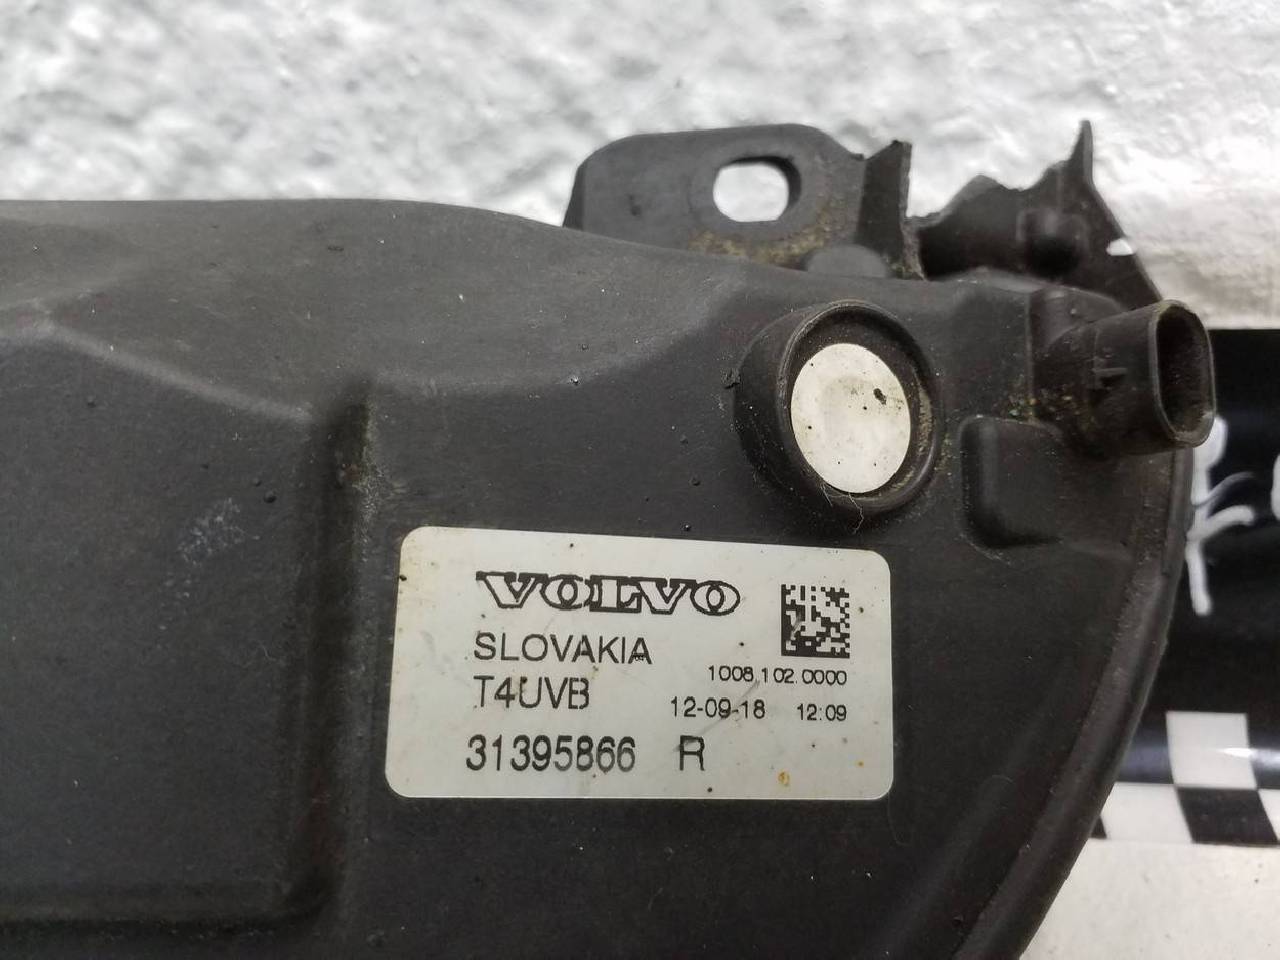 VOLVO
SLOVAKIA
1008.102.0000
T4UVB
12-09-18 12:09
31395866 R